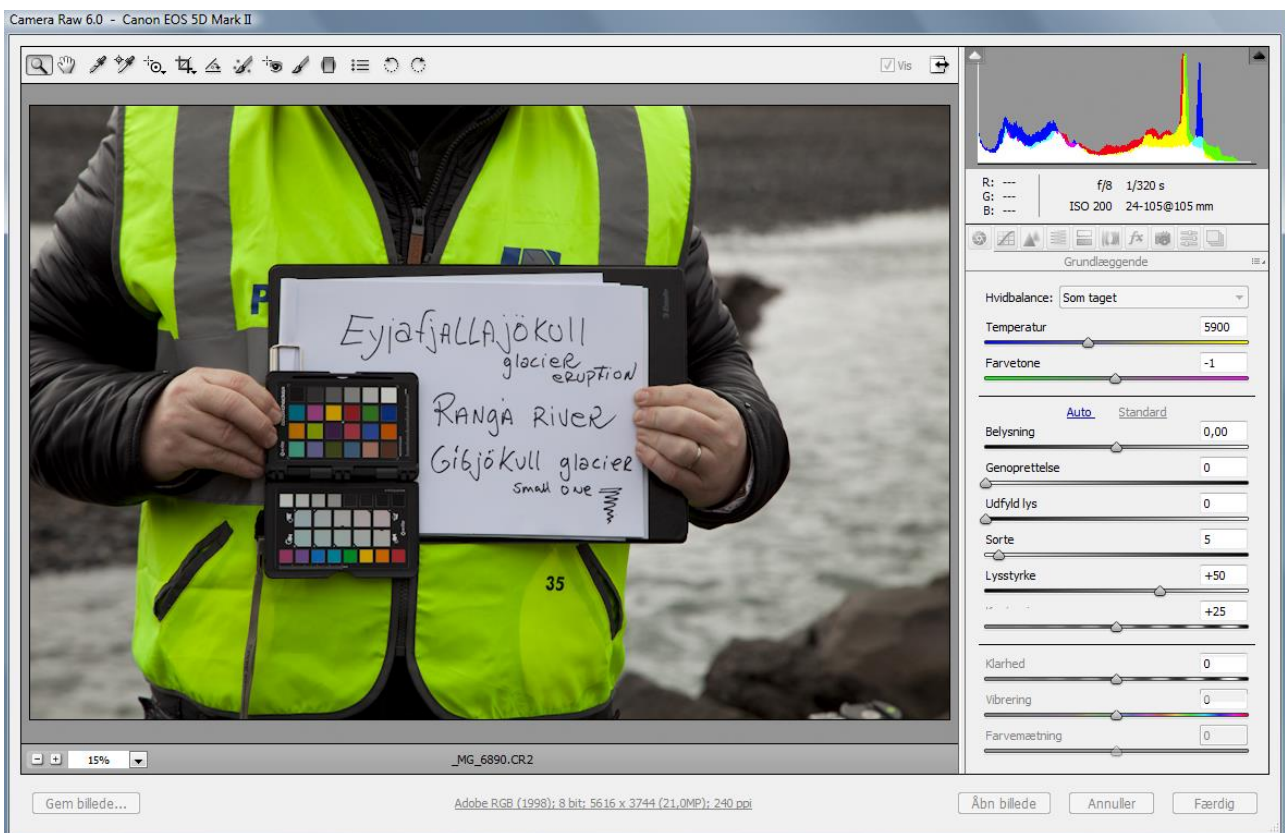 Camera Raw 6.0 - Canon EOS 5D Mark II
Vis
R: ---
G: ---
B: ---
f/8 1/320 s
ISO 200 24-105@105 mm
Grundlæggende
Hvidbalance: Som taget
Temperatur 5900
Farvetone -1
Auto Standard
Belysning 0,00
Genoprettelse 0
Udfyld lys 0
Sorte 5
Lysstyrke +50
+25
Klarhed 0
Vibrering 0
Farvemætning 0
P
EyjafjALLAjökull
glacier
eruption
RANGÁ RIVER
Gibjökull glacier
small one
35
15%
_MG_6890.CR2
Gem billede...
Adobe RGB (1998); 8 bit; 5616 x 3744 (21,0MP); 240 ppi
Åbn billede
Annuller
Færdig